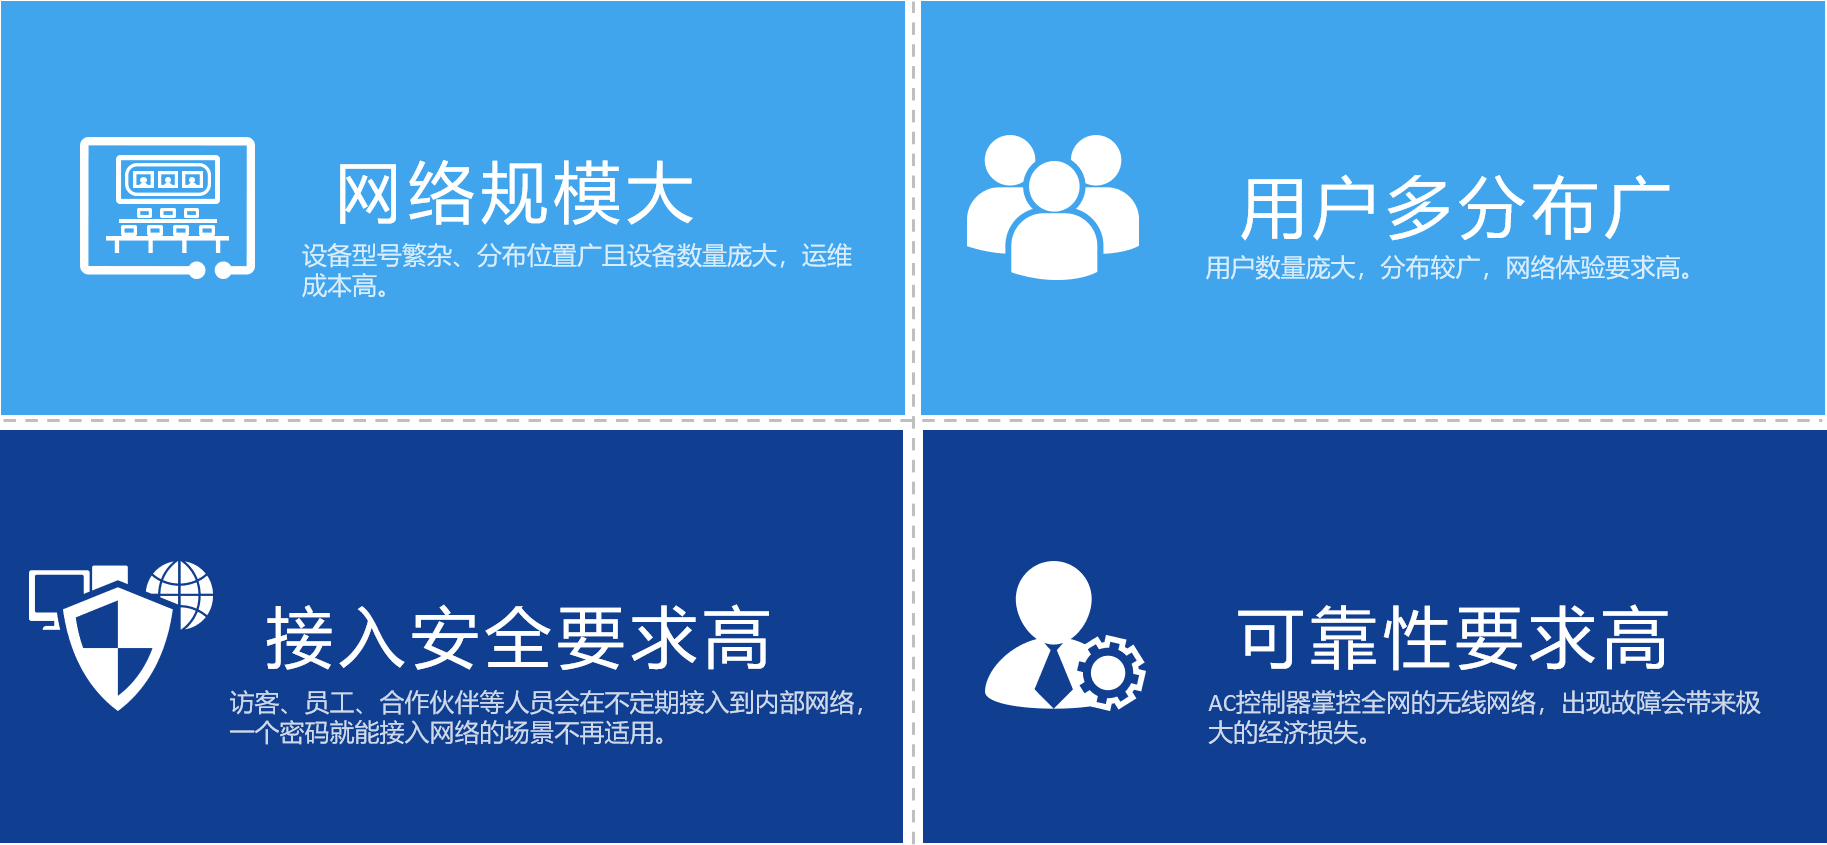 网络规模大
设备型号繁杂、分布位置广且设备数量庞大，运维
成本高。
用户多分布广
用户数量庞大，分布较广，网络体验要求高。
接入安全要求高
访客、员工、合作伙伴等人员会在不定期接入到内部网络，
一个密码就能接入网络的场景不再适用。
可靠性要求高
AC控制器掌控全网的无线网络，出现故障会带来极
大的经济损失。